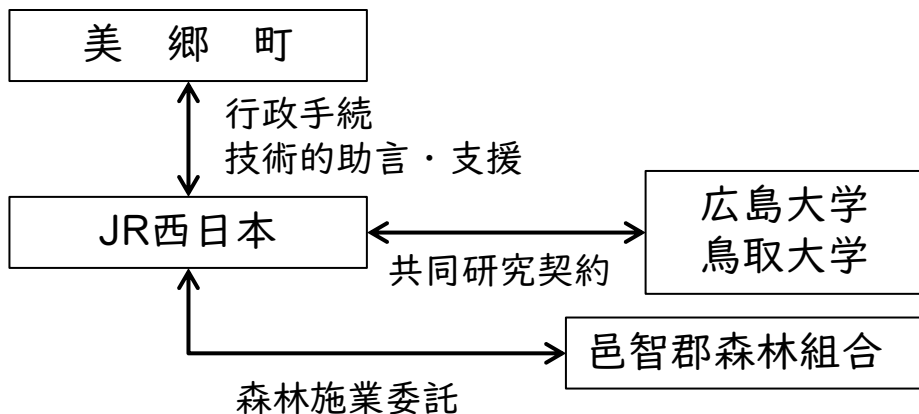 美　郷　町
行政手続
技術的助言・支援
JR西日本
広島大学
鳥取大学
共同研究契約
邑智郡森林組合
森林施業委託